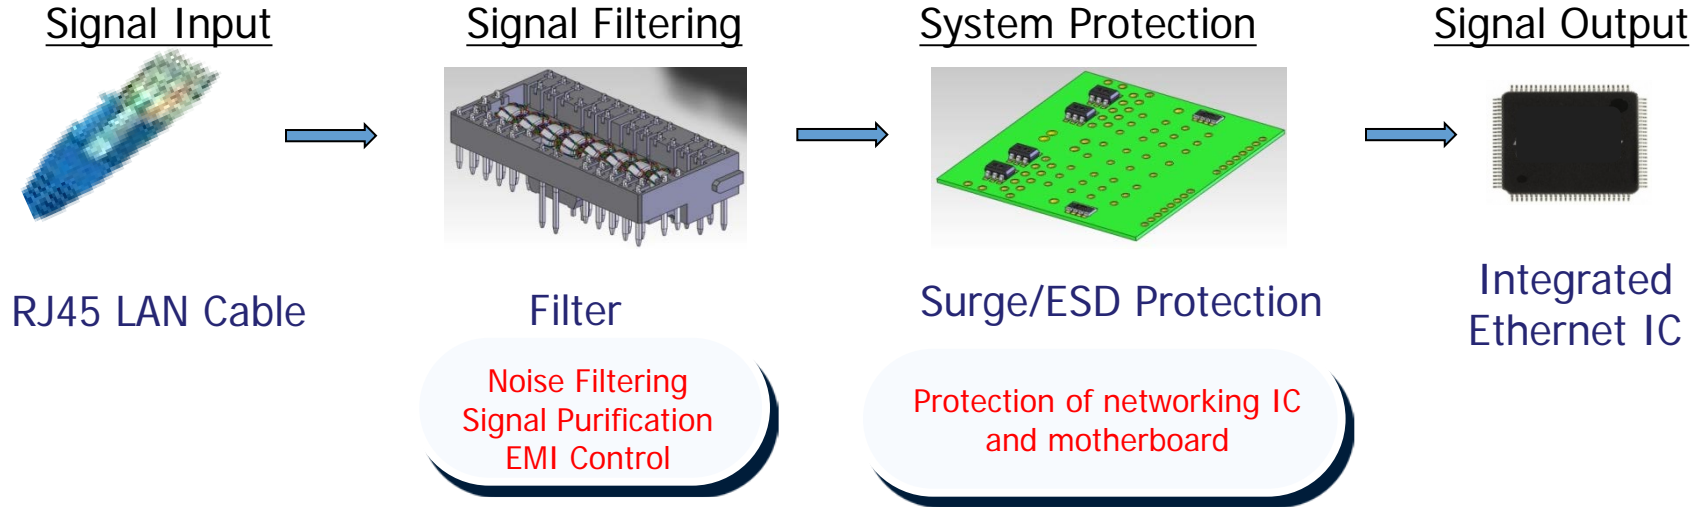 Signal Input
Signal Filtering
System Protection
Signal Output
RJ45 LAN Cable
Filter
Surge/ESD Protection
Integrated
Ethernet IC
Noise Filtering
Signal Purification
EMI Control
Protection of networking IC
and motherboard